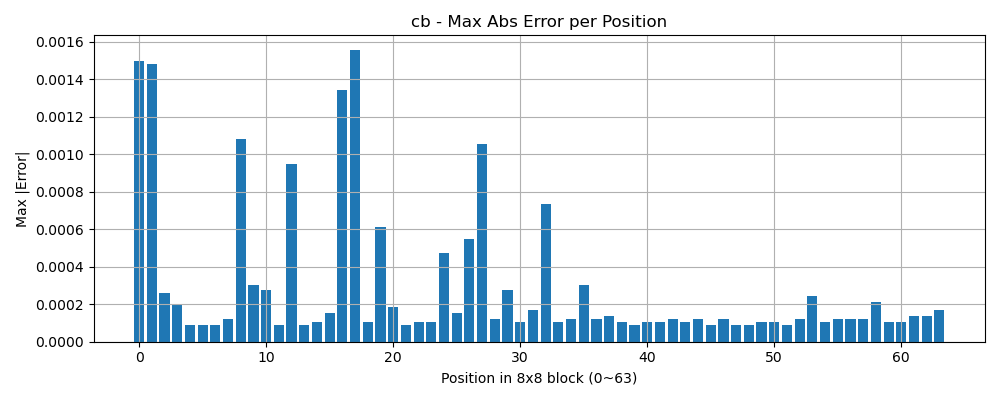 cb - Max Abs Error per Position
Max |Error|
0.0016
0.0014
0.0012
0.0010
0.0008
0.0006
0.0004
0.0002
0.0000
0 10 20 30 40 50 60
Position in 8x8 block (0~63)